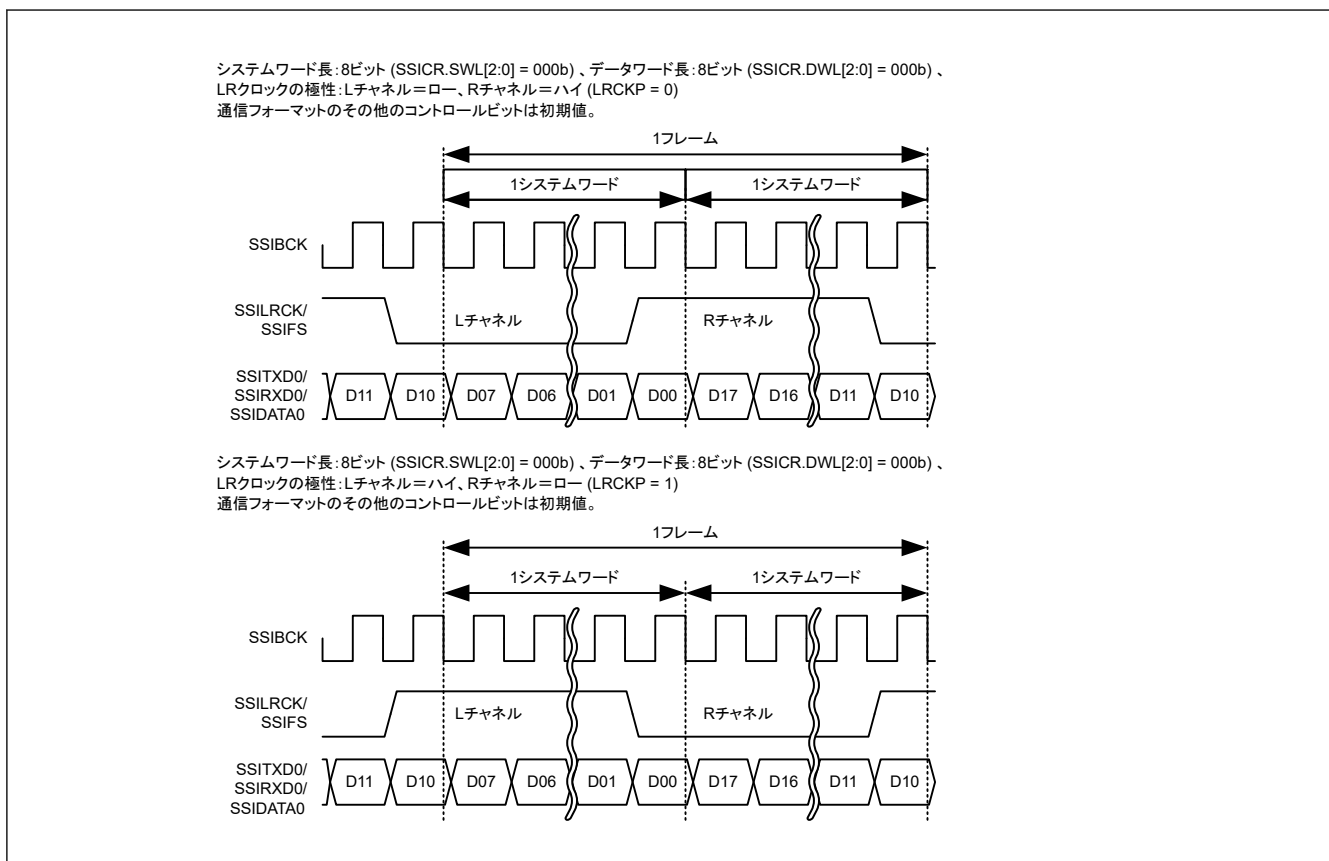 システムワード長:8ビット (SSICR.SWL[2:0] = 000b) 、データワード長:8ビット (SSICR.DWL[2:0] = 000b) 、
LRクロックの極性:Lチャネル=ロー、Rチャネル=ハイ (LRCKP = 0)
通信フォーマットのその他のコントロールビットは初期値。
1フレーム
1システムワード 1システムワード
SSIBCK
SSILRCK/
SSIFS
Lチャネル Rチャネル
SSITXD0/
SSIRXD0/
SSIDATA0
D11 D10 D07 D06 D01 D00 D17 D16 D11 D10
システムワード長:8ビット (SSICR.SWL[2:0] = 000b) 、データワード長:8ビット (SSICR.DWL[2:0] = 000b) 、
LRクロックの極性:Lチャネル=ハイ、Rチャネル=ロー (LRCKP = 1)
通信フォーマットのその他のコントロールビットは初期値。
1フレーム
1システムワード 1システムワード
SSIBCK
SSILRCK/
SSIFS
Lチャネル Rチャネル
SSITXD0/
SSIRXD0/
SSIDATA0
D11 D10 D07 D06 D01 D00 D17 D16 D11 D10